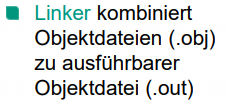 Linker kombiniert
Objektdateien (.obj)
zu ausführbarer
Objektdatei (.out)